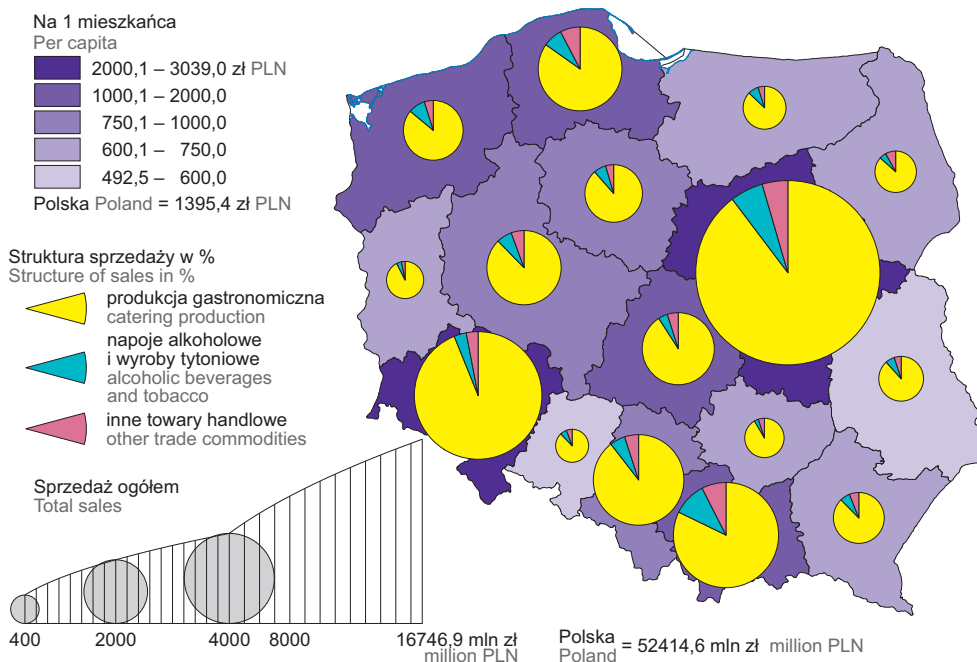 Na 1 mieszkańca
Per capita
2000,1 – 3039,0 zł PLN
1000,1 – 2000,0
750,1 – 1000,0
600,1 – 750,0
492,5 – 600,0
Polska Poland = 1395,4 zł PLN
Struktura sprzedaży w %
Structure of sales in %
produkcja gastronomiczna
catering production
napoje alkoholowe
i wyroby tytoniowe
alcoholic beverages
and tobacco
inne towary handlowe
other trade commodities
Sprzedaż ogółem
Total sales
400 2000 4000 8000 16746,9 mln zł
million PLN
Polska
Poland = 52414,6 mln zł million PLN